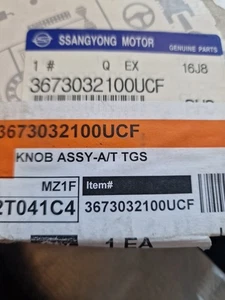 SSANGYONG MOTOR
GENUINE PARTS
1 # Q EX 16J8
3673032100UCF
3673032100UCF
KNOB ASSY-A/T TGS
MZ1F Item#
2T041C4 3673032100UCF
1 EA